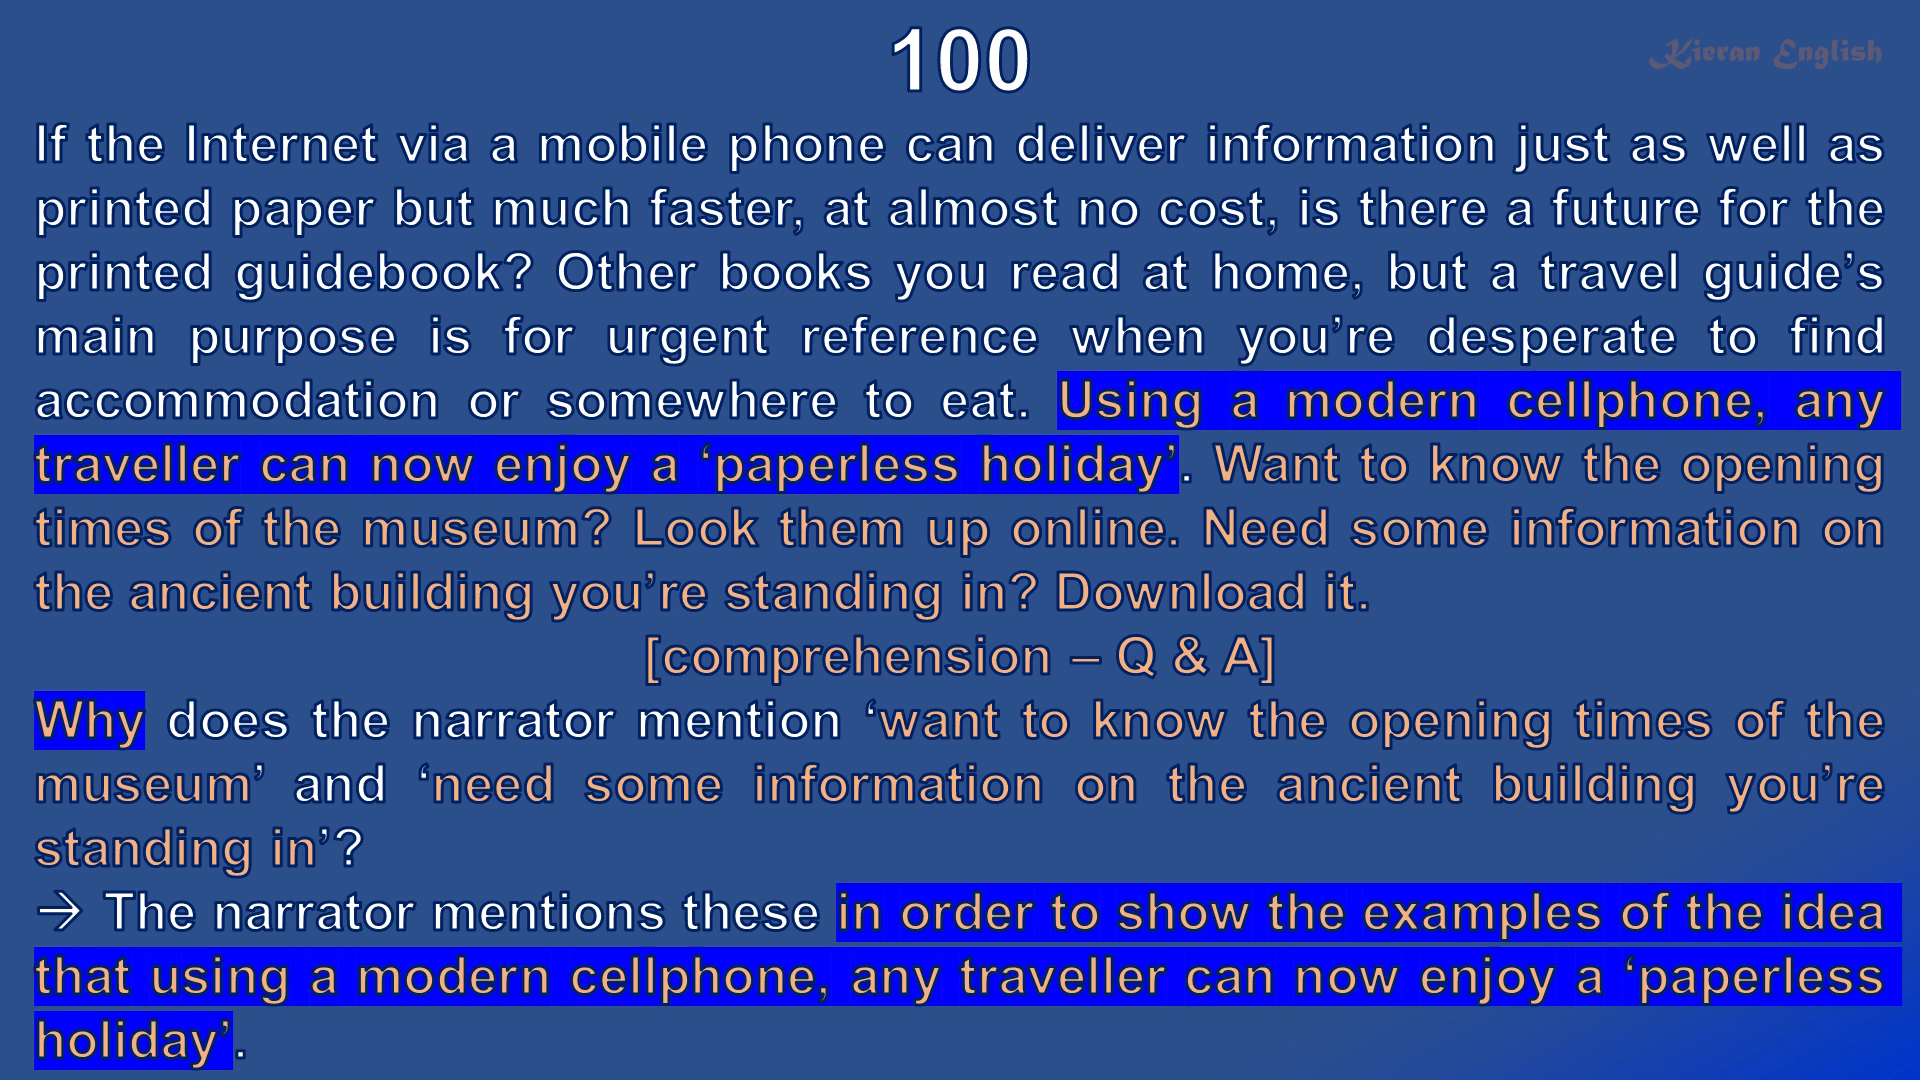 100
Kieran English
If the Internet via a mobile phone can deliver information just as well as
printed paper but much faster, at almost no cost, is there a future for the
printed guidebook? Other books you read at home, but a travel guide’s
main purpose is for urgent reference when you’re desperate to find
accommodation or somewhere to eat. Using a modern cellphone, any
traveller can now enjoy a ‘paperless holiday’. Want to know the opening
times of the museum? Look them up online. Need some information on
the ancient building you’re standing in? Download it.
[comprehension – Q & A]
Why does the narrator mention ‘want to know the opening times of the
museum’ and ‘need some information on the ancient building you’re
standing in’?
→ The narrator mentions these in order to show the examples of the idea
that using a modern cellphone, any traveller can now enjoy a ‘paperless
holiday’.